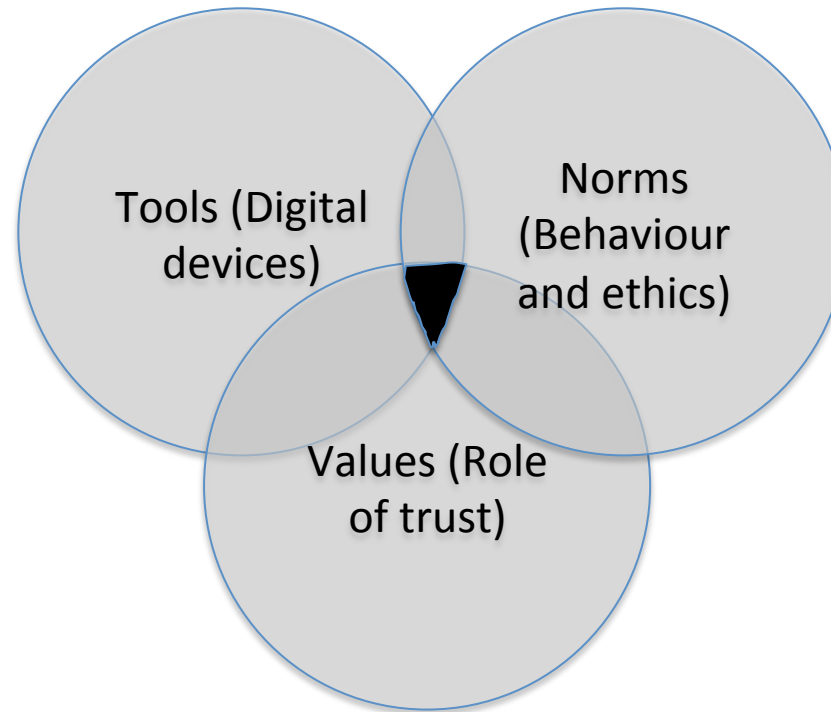 Tools (Digital
devices)
Norms
(Behaviour
and ethics)
Values (Role
of trust)